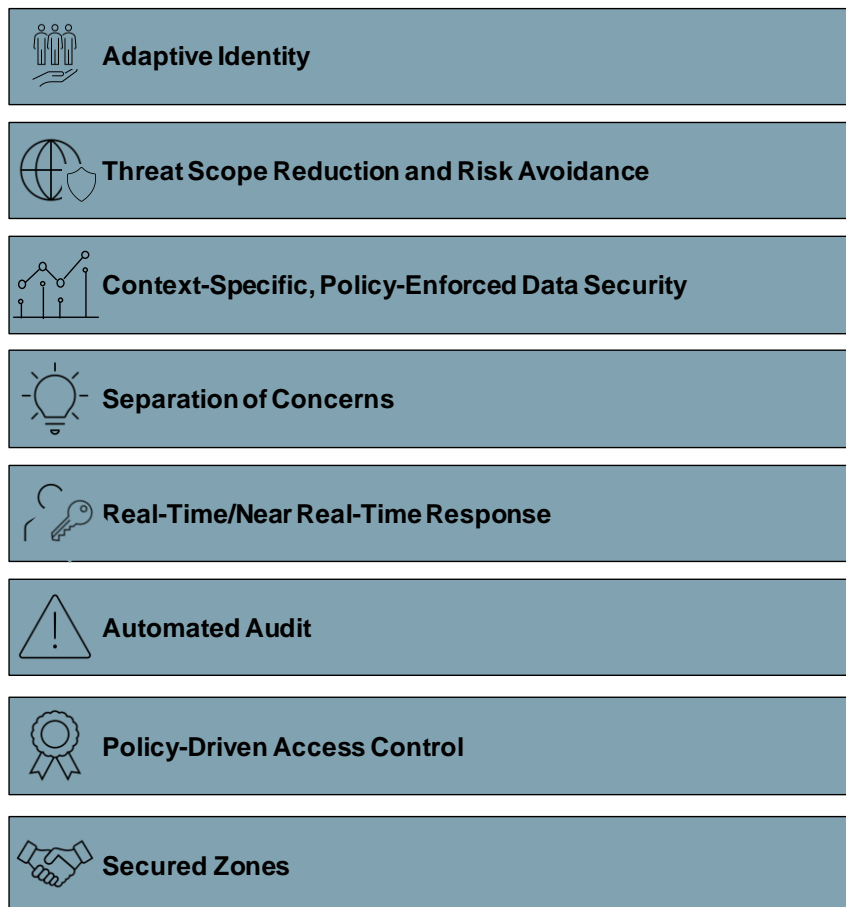 Adaptive Identity
Threat Scope Reduction and Risk Avoidance
Context-Specific, Policy-Enforced Data Security
Separation of Concerns
Real-Time/Near Real-Time Response
Automated Audit
Policy-Driven Access Control
Secured Zones